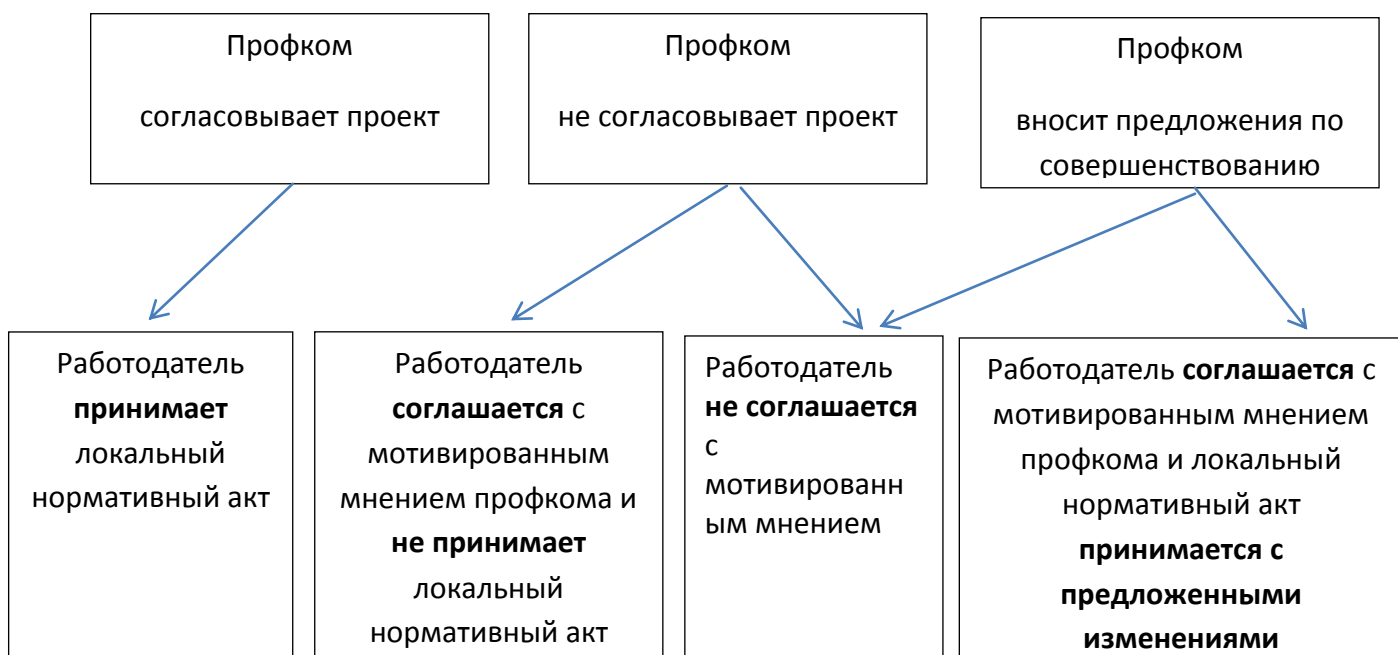 Профком
согласовывает проект
Профком
не согласовывает проект
Профком
вносит предложения по
совершенствованию
Работодатель
принимает
локальный
нормативный акт
Работодатель
соглашается с
мотивированным
мнением профкома и
не принимает
локальный
нормативный акт
Работодатель
не соглашается
с
мотивированн
ым мнением
Работодатель соглашается с
мотивированным мнением
профкома и локальный
нормативный акт
принимается с
предложенными
изменениями